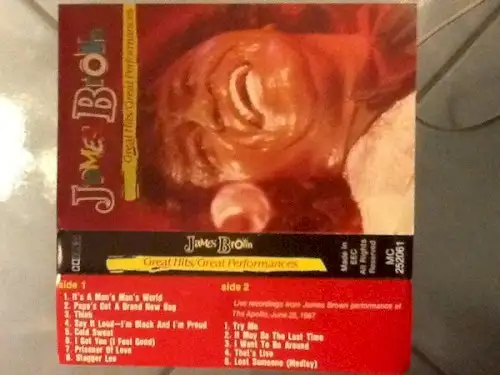 James Brown
Great Hits/Great Performances
James Brown
Great Hits/Great Performances
Made in
EEC
All Rights
Reserved
MC
252061
side 1
1. It's A Man's Man's World
2. Papa's Got A Brand New Bag
3. Think
4. Say It Loud—I'm Black And I'm Proud
5. Cold Sweat
6. I Got You (I Feel Good)
7. Prisoner Of Love
8. Stagger Lee
side 2
Live recordings from James Brown performance at
The Apollo, June 25, 1967
1. Try Me
2. It May Be The Last Time
3. I Want To Be Around
4. That's Live
5. Lost Someone (Medley)